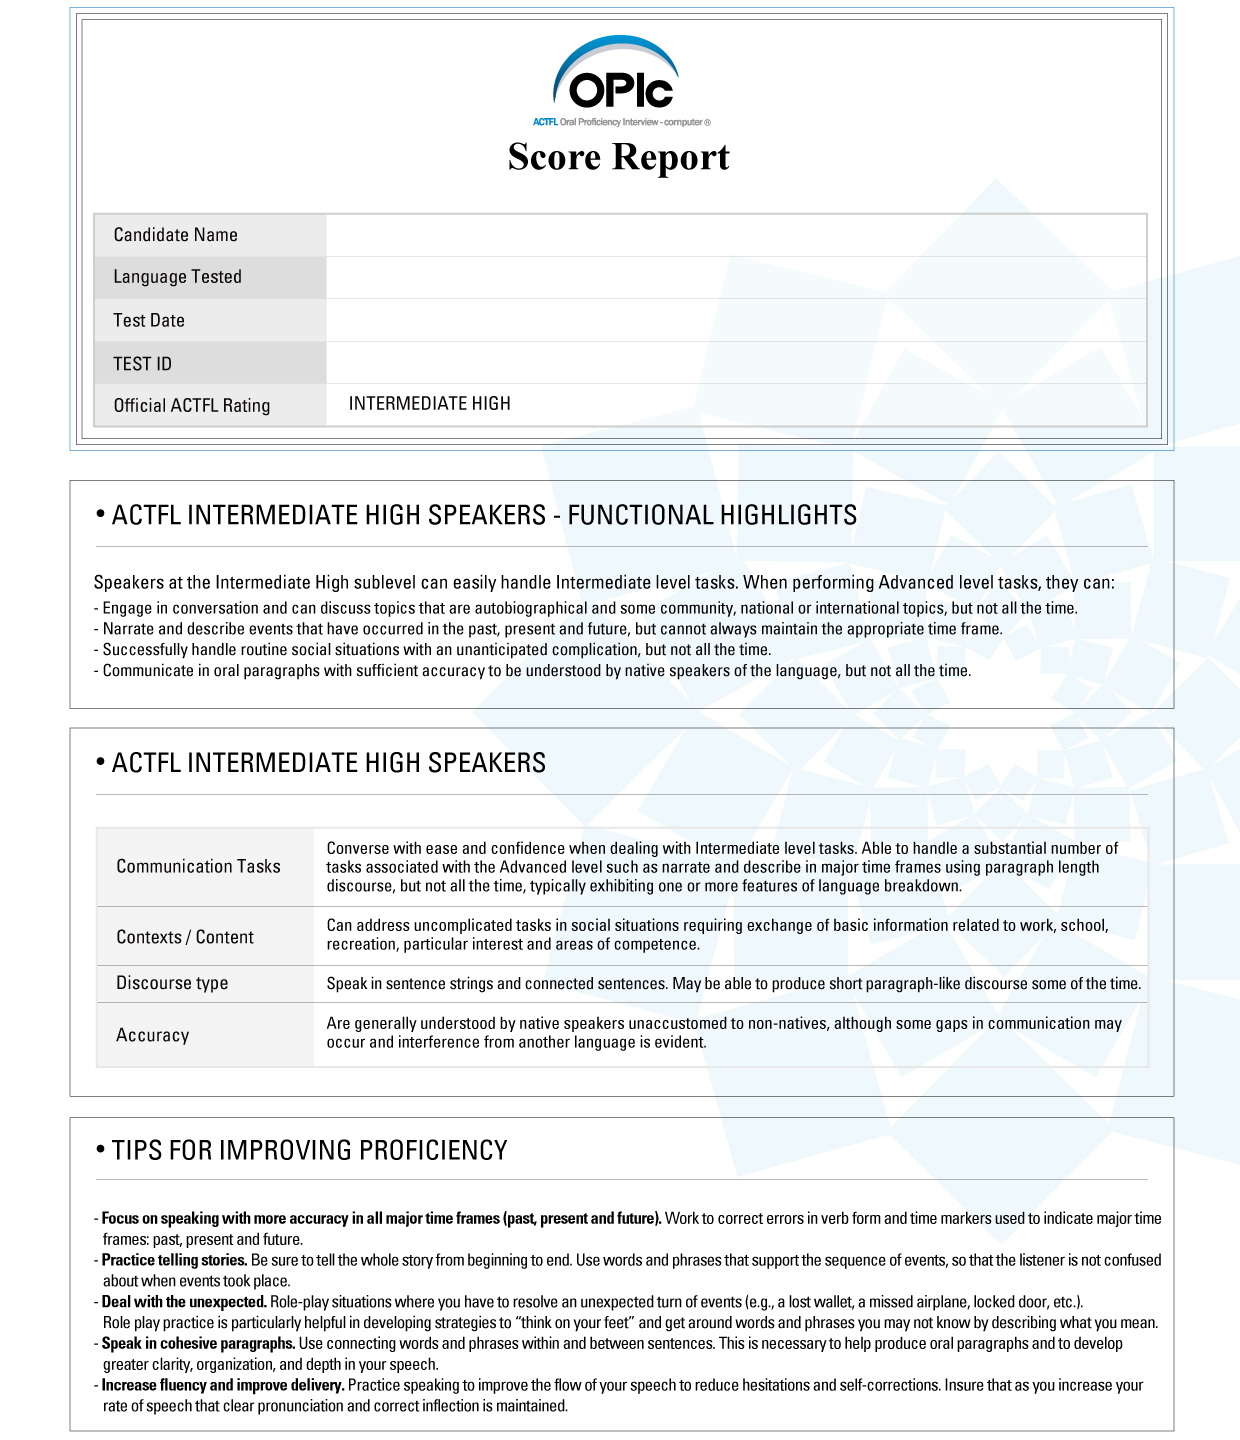 OPIc
ACTFL Oral Proficiency Interview - computer ®
Score Report
Candidate Name
Language Tested
Test Date
TEST ID
Official ACTFL Rating INTERMEDIATE HIGH
• ACTFL INTERMEDIATE HIGH SPEAKERS - FUNCTIONAL HIGHLIGHTS
Speakers at the Intermediate High sublevel can easily handle Intermediate level tasks. When performing Advanced level tasks, they can:
- Engage in conversation and can discuss topics that are autobiographical and some community, national or international topics, but not all the time.
- Narrate and describe events that have occurred in the past, present and future, but cannot always maintain the appropriate time frame.
- Successfully handle routine social situations with an unanticipated complication, but not all the time.
- Communicate in oral paragraphs with sufficient accuracy to be understood by native speakers of the language, but not all the time.
• ACTFL INTERMEDIATE HIGH SPEAKERS
Communication Tasks
Converse with ease and confidence when dealing with Intermediate level tasks. Able to handle a substantial number of
tasks associated with the Advanced level such as narrate and describe in major time frames using paragraph length
discourse, but not all the time, typically exhibiting one or more features of language breakdown.
Contexts / Content
Can address uncomplicated tasks in social situations requiring exchange of basic information related to work, school,
recreation, particular interest and areas of competence.
Discourse type
Speak in sentence strings and connected sentences. May be able to produce short paragraph-like discourse some of the time.
Accuracy
Are generally understood by native speakers unaccustomed to non-natives, although some gaps in communication may
occur and interference from another language is evident.
• TIPS FOR IMPROVING PROFICIENCY
- Focus on speaking with more accuracy in all major time frames (past, present and future). Work to correct errors in verb form and time markers used to indicate major time
frames: past, present and future.
- Practice telling stories. Be sure to tell the whole story from beginning to end. Use words and phrases that support the sequence of events, so that the listener is not confused
about when events took place.
- Deal with the unexpected. Role-play situations where you have to resolve an unexpected turn of events (e.g., a lost wallet, a missed airplane, locked door, etc.).
Role play practice is particularly helpful in developing strategies to “think on your feet” and get around words and phrases you may not know by describing what you mean.
- Speak in cohesive paragraphs. Use connecting words and phrases within and between sentences. This is necessary to help produce oral paragraphs and to develop
greater clarity, organization, and depth in your speech.
- Increase fluency and improve delivery. Practice speaking to improve the flow of your speech to reduce hesitations and self-corrections. Insure that as you increase your
rate of speech that clear pronunciation and correct inflection is maintained.